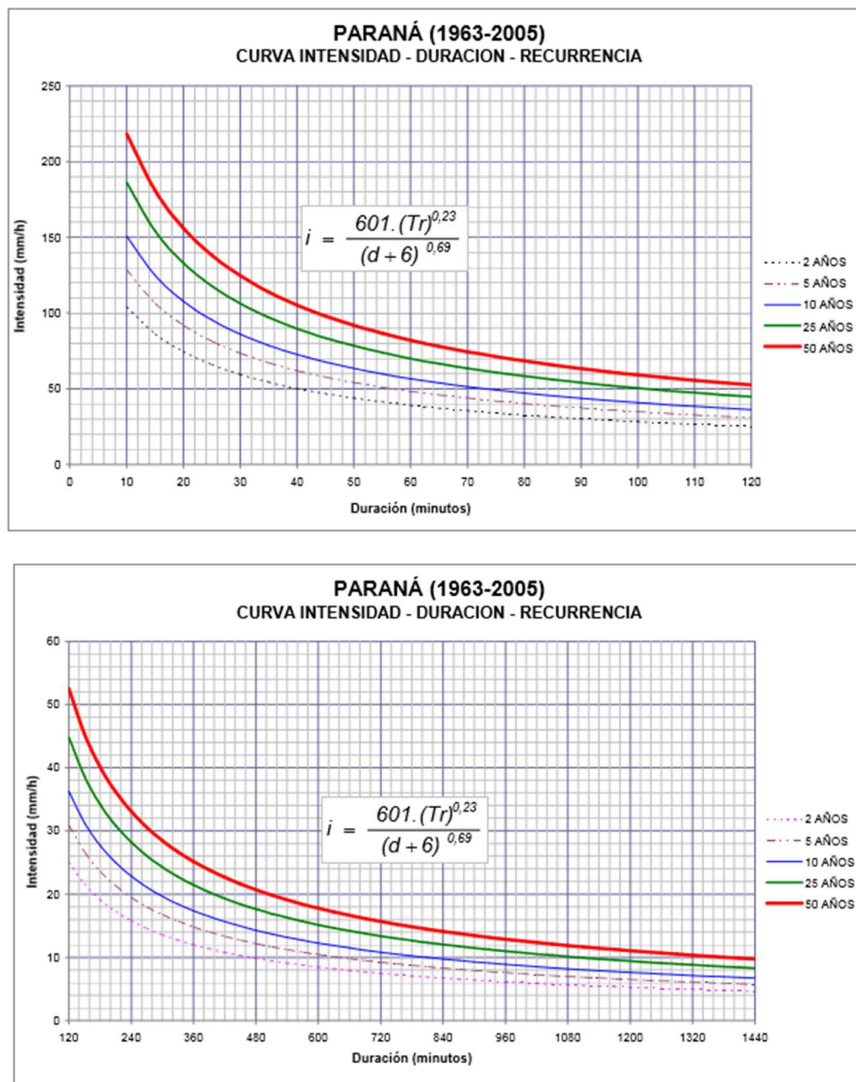 PARANÁ (1963-2005)
CURVA INTENSIDAD - DURACION - RECURRENCIA
Intensidad (mm/h)
250
200
150
100
50
0
i = 601.(Tr)^0,23 / (d+6)^0,69
2 AÑOS
5 AÑOS
10 AÑOS
25 AÑOS
50 AÑOS
0 10 20 30 40 50 60 70 80 90 100 110 120
Duración (minutos)
PARANÁ (1963-2005)
CURVA INTENSIDAD - DURACION - RECURRENCIA
Intensidad (mm/h)
60
50
40
30
20
10
0
i = 601.(Tr)^0,23 / (d+6)^0,69
2 AÑOS
5 AÑOS
10 AÑOS
25 AÑOS
50 AÑOS
120 240 360 480 600 720 840 960 1080 1200 1320 1440
Duración (minutos)